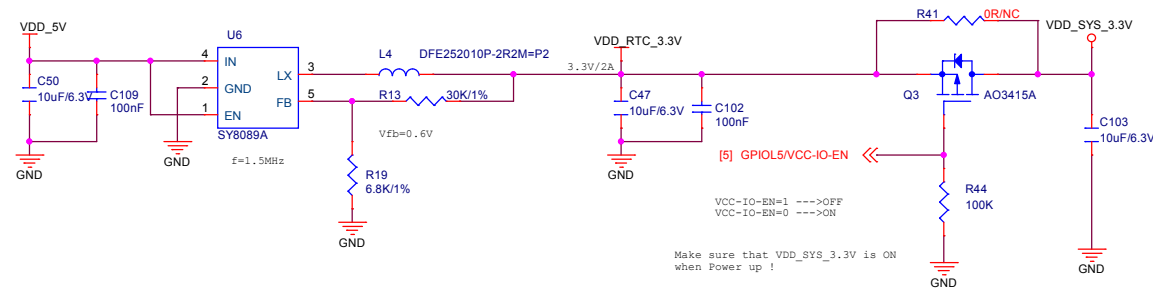 VDD_5V
C50
10uF/6.3V
C109
100nF
GND
U6
4
IN
2
GND
1
EN
LX
3
FB
5
SY8089A
f=1.5MHz
GND
L4
DFE252010P-2R2M=P2
R13
30K/1%
Vfb=0.6V
R19
6.8K/1%
GND
VDD_RTC_3.3V
3.3V/2A
C47
10uF/6.3V
C102
100nF
GND
R41
0R/NC
VDD_SYS_3.3V
Q3
AO3415A
C103
10uF/6.3V
[5] GPIOL5/VCC-IO-EN
R44
100K
VCC-IO-EN=1 --->OFF
VCC-IO-EN=0 --->ON
Make sure that VDD_SYS_3.3V is ON
when Power up !
GND
GND